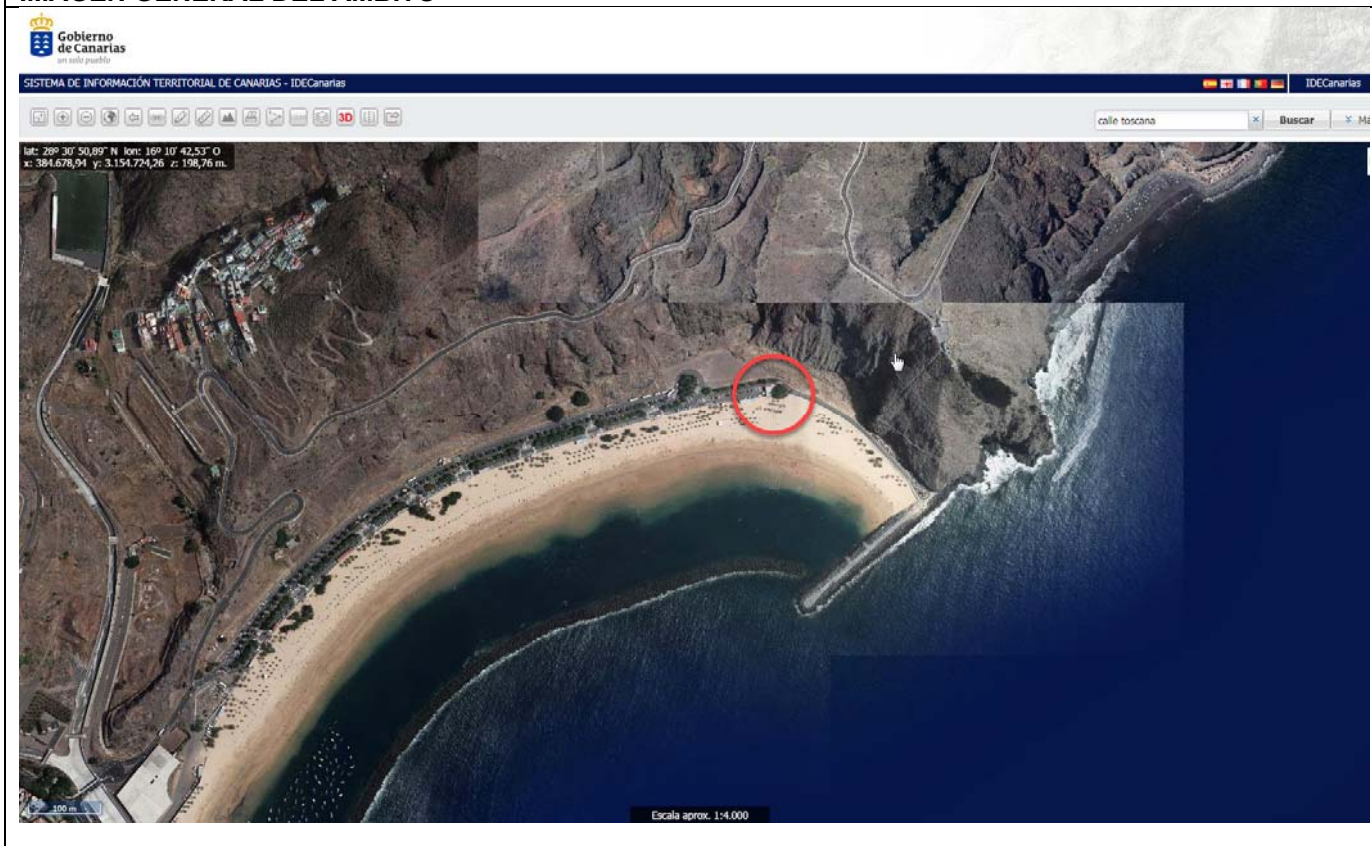 IMAGEN GENERAL DEL ÁMBITO
Gobierno
de Canarias
un solo pueblo
SISTEMA DE INFORMACIÓN TERRITORIAL DE CANARIAS - IDECanarias
IDECanarias
3D
calle toscana
×
Buscar
Má
lat: 28º 30' 50,89" N lon: 16º 10' 42,53" O
x: 384.678,94 y: 3.154.724,26 z: 198,76 m.
100 m
Escala aprox. 1:4.000